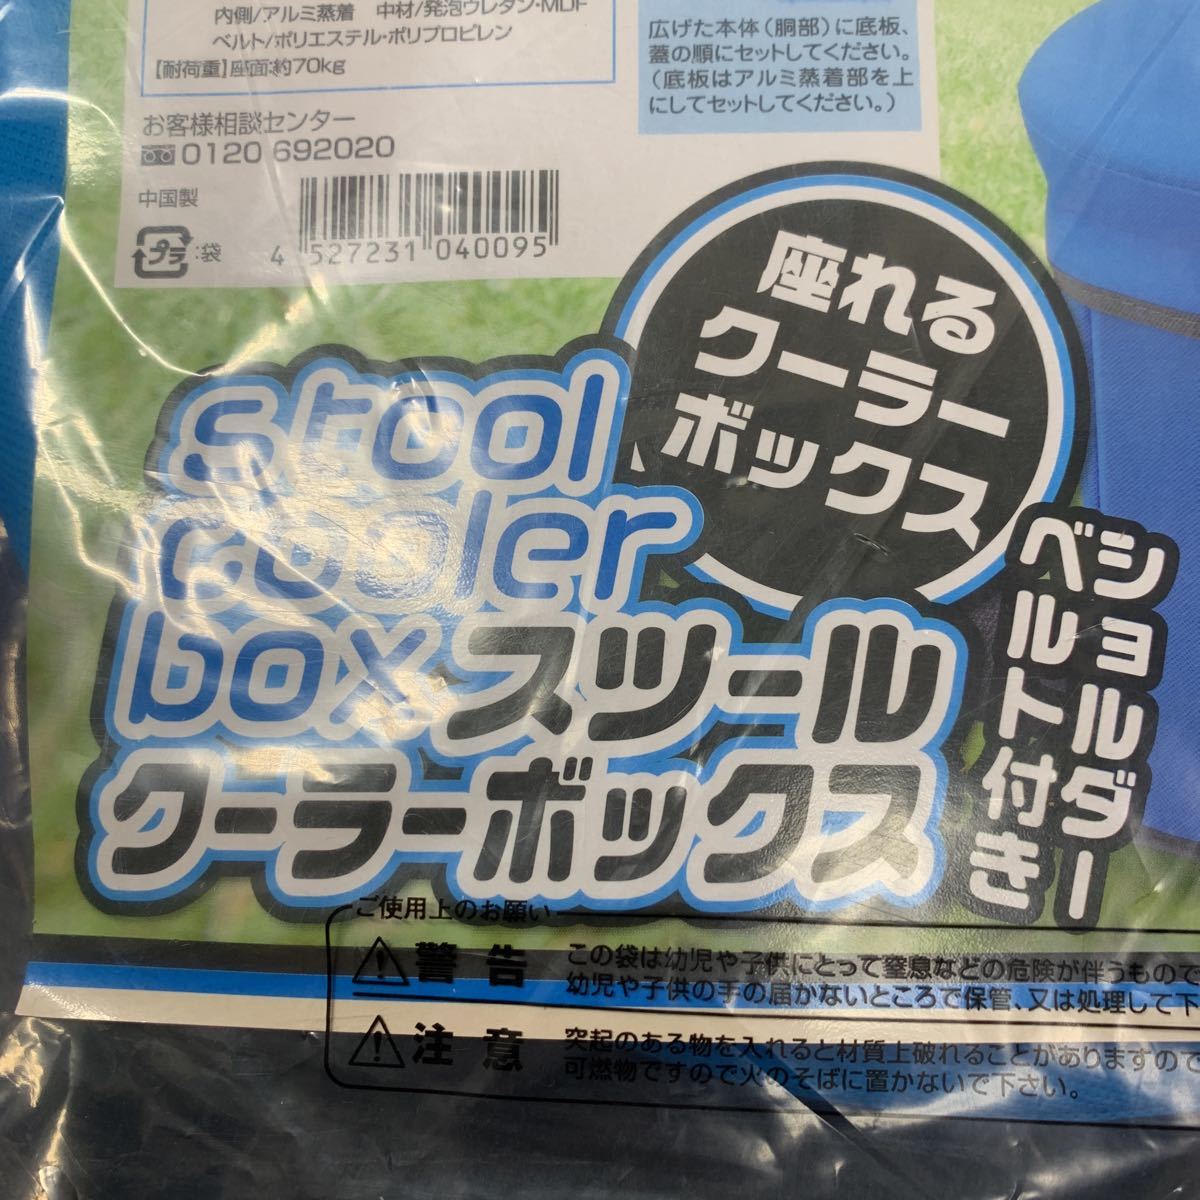 内側/アルミ蒸着 中材/発泡ウレタン・MDF
ベルト/ポリエステル・ポリプロピレン
【耐荷重】座面:約70kg
お客様相談センター
0120 692020
中国製
プラ :袋
4 527231 040095
広げた本体(胴部)に底板、
蓋の順にセットしてください。
(底板はアルミ蒸着部を上
にしてセットしてください。)
座れる
クーラー
ボックス
stool
cooler
box スツール
クーラーボックス
ショルダー
ベルト付き
ご使用上のお願い
警告
この袋は幼児や子供にとって窒息などの危険が伴うもので
幼児や子供の手の届かないところで保管、又は処理して下
注意
突起のある物を入れると材質上破れることがありますので
可燃物ですので火のそばに置かないで下さい。